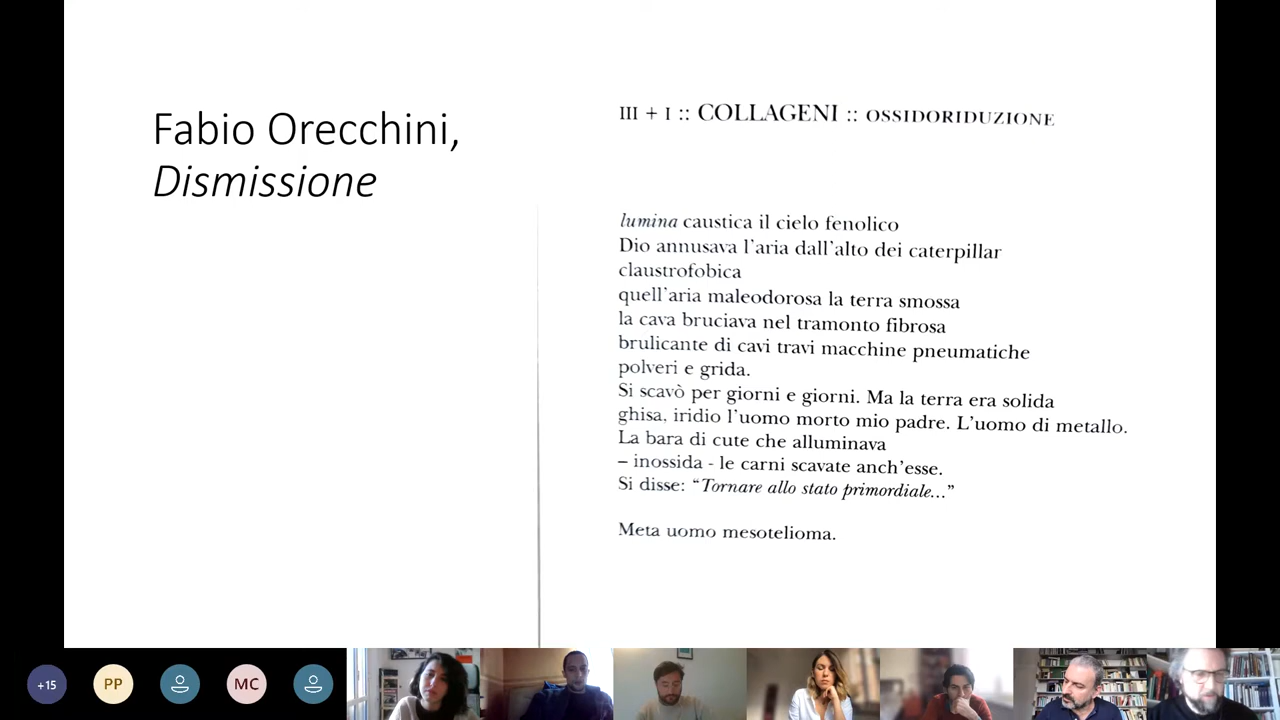 Fabio Orecchini,
Dismissione
III + I :: COLLAGENI :: OSSIDORIDUZIONE
lumina caustica il cielo fenolico
Dio annusava l'aria dall'alto dei caterpillar
claustrofobica
quell'aria maleodorosa la terra smossa
la cava bruciava nel tramonto fibrosa
brulicante di cavi travi macchine pneumatiche
polveri e grida.
Si scavò per giorni e giorni. Ma la terra era solida
ghisa, iridio l'uomo morto mio padre. L'uomo di metallo.
La bara di cute che alluminava
– inossida - le carni scavate anch'esse.
Si disse: “Tornare allo stato primordiale...”
Meta uomo mesotelioma.
+15
PP
MC